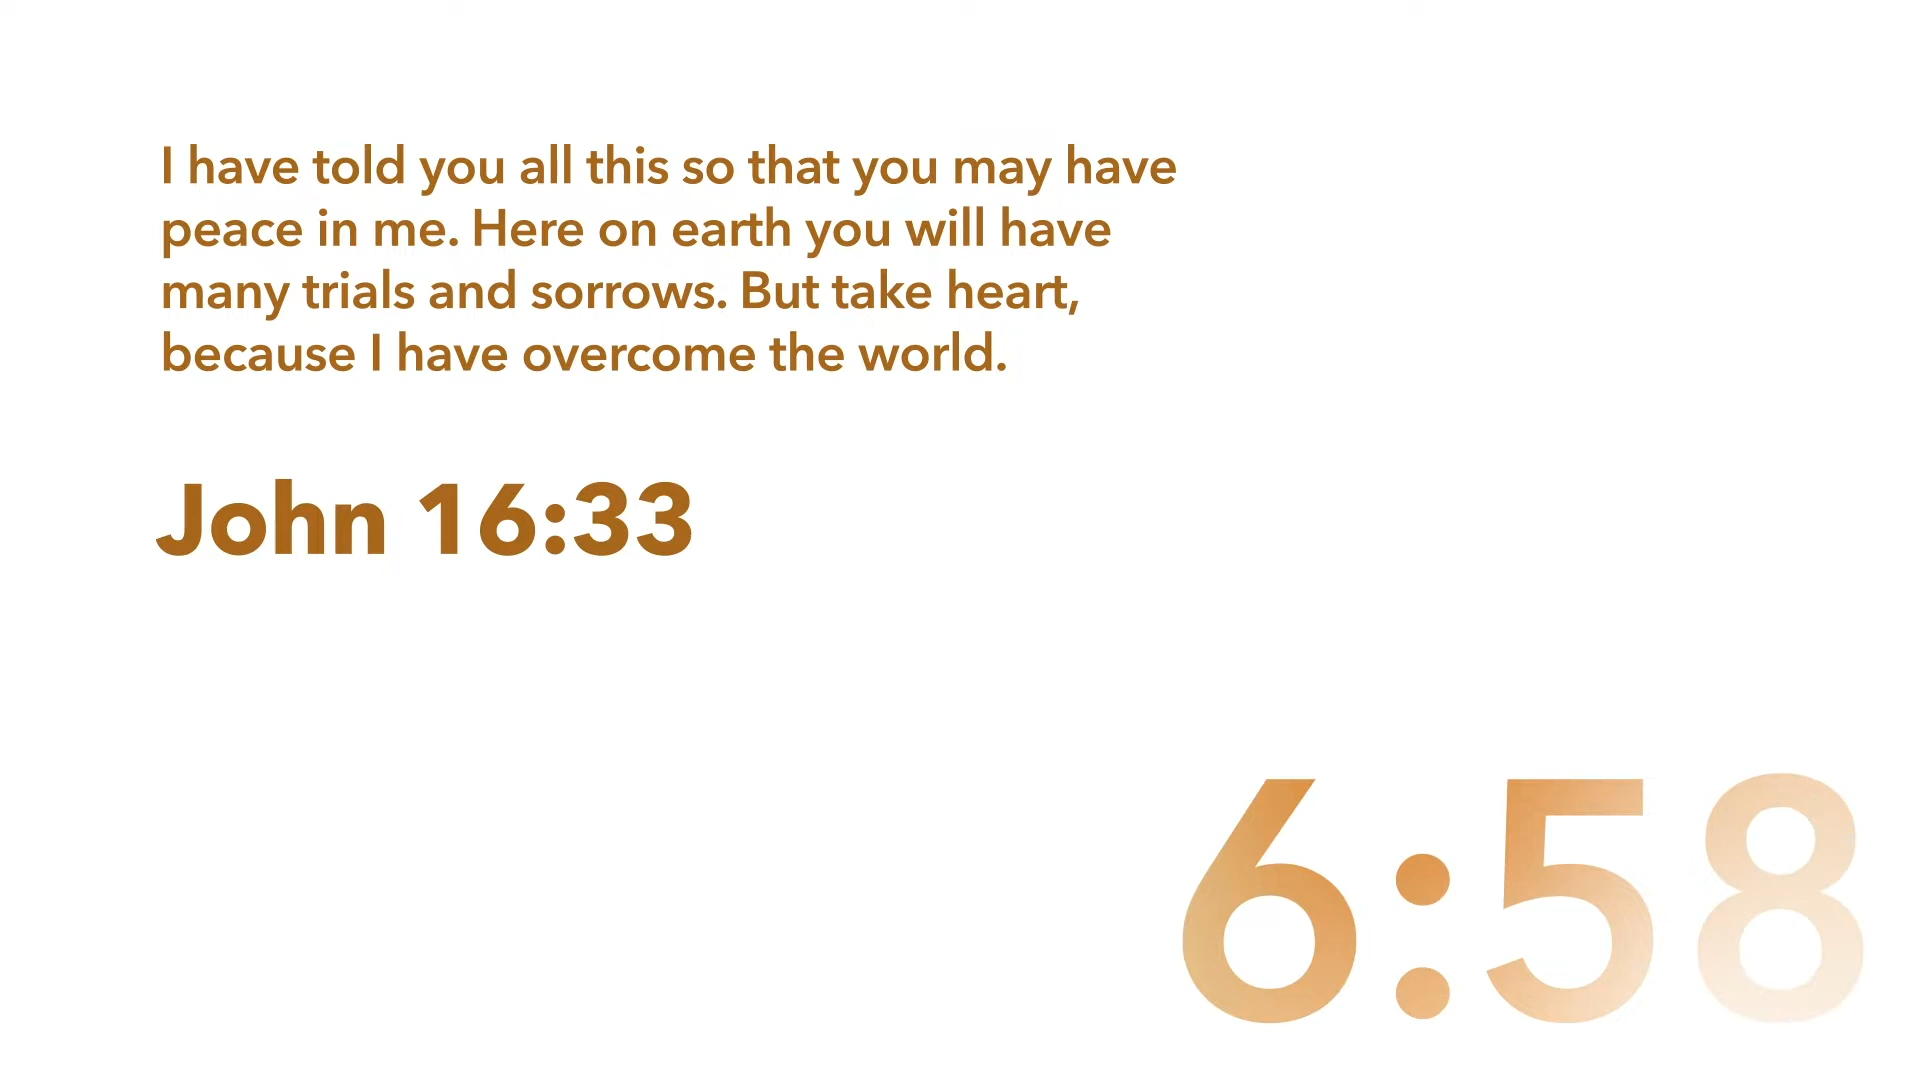 I have told you all this so that you may have
peace in me. Here on earth you will have
many trials and sorrows. But take heart,
because I have overcome the world.
John 16:33
6:58